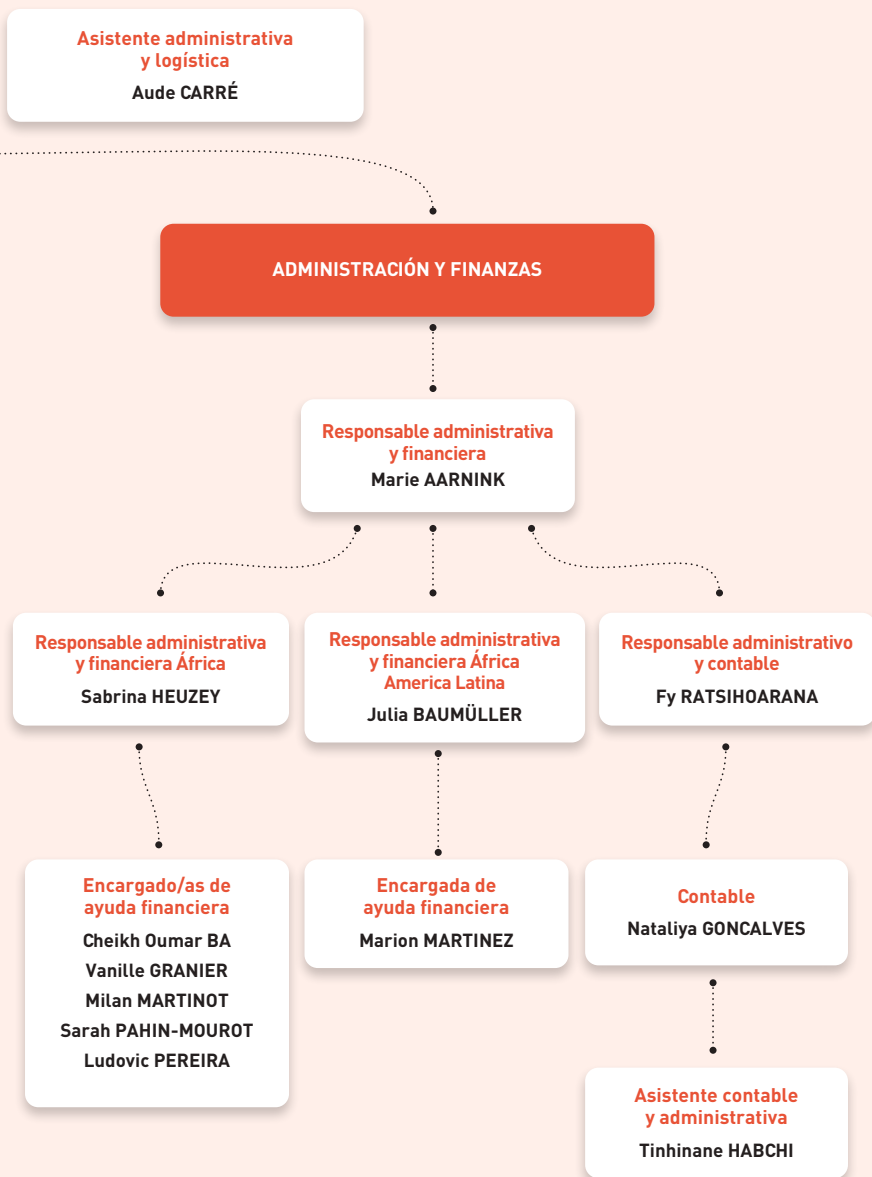 Asistente administrativa
y logística
Aude CARRÉ
ADMINISTRACIÓN Y FINANZAS
Responsable administrativa
y financiera
Marie AARNINK
Responsable administrativa
y financiera África
Sabrina HEUZEY
Responsable administrativa
y financiera África
America Latina
Julia BAUMÜLLER
Responsable administrativo
y contable
Fy RATSIHOARANA
Encargado/as de
ayuda financiera
Cheikh Oumar BA
Vanille GRANIER
Milan MARTINOT
Sarah PAHIN-MOUROT
Ludovic PEREIRA
Encargada de
ayuda financiera
Marion MARTINEZ
Contable
Nataliya GONCALVES
Asistente contable
y administrativa
Tinhinane HABCHI